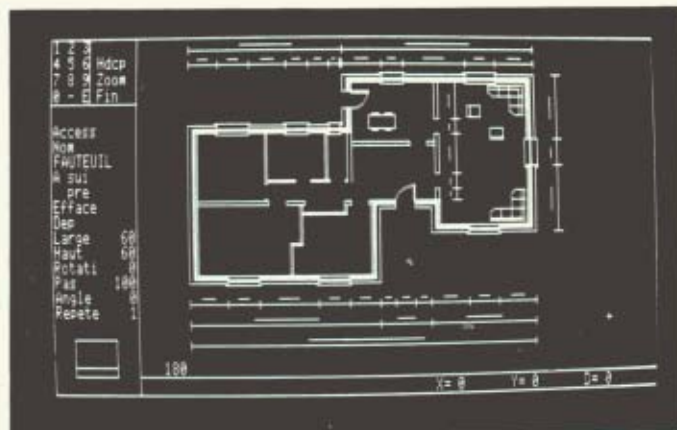 1 2 3
4 5 6 Hdcp
7 8 9 Zoom
0 - E Fin
Access
Nom
FAUTEUIL
A sui
pre
Efface
Dep
Large 60
Haut 60
Rotati 0
Pas 100
Angle 0
Repete 1
180
X= 0 Y= 0 D= 0